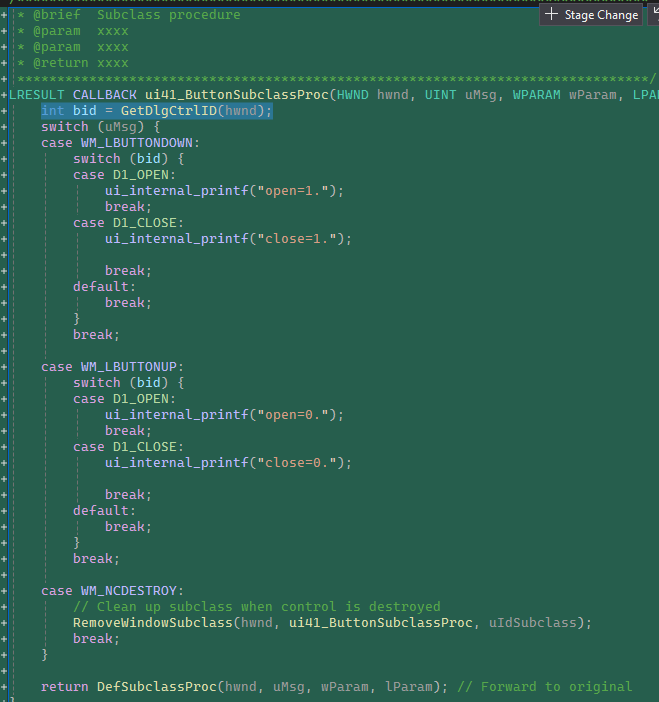 /******************************************************************************
Stage Change
* @brief  Subclass procedure
* @param  xxxx
* @param  xxxx
* @return xxxx
*******************************************************************************/
LRESULT CALLBACK ui41_ButtonSubclassProc(HWND hwnd, UINT uMsg, WPARAM wParam, LPA
    int bid = GetDlgCtrlID(hwnd);
    switch (uMsg) {
    case WM_LBUTTONDOWN:
        switch (bid) {
        case D1_OPEN:
            ui_internal_printf("open=1.");
            break;
        case D1_CLOSE:
            ui_internal_printf("close=1.");
            break;
        default:
            break;
        }
        break;
    case WM_LBUTTONUP:
        switch (bid) {
        case D1_OPEN:
            ui_internal_printf("open=0.");
            break;
        case D1_CLOSE:
            ui_internal_printf("close=0.");
            break;
        default:
            break;
        }
        break;
    case WM_NCDESTROY:
        // Clean up subclass when control is destroyed
        RemoveWindowSubclass(hwnd, ui41_ButtonSubclassProc, uIdSubclass);
        break;
    }
    return DefSubclassProc(hwnd, uMsg, wParam, lParam); // Forward to original
}